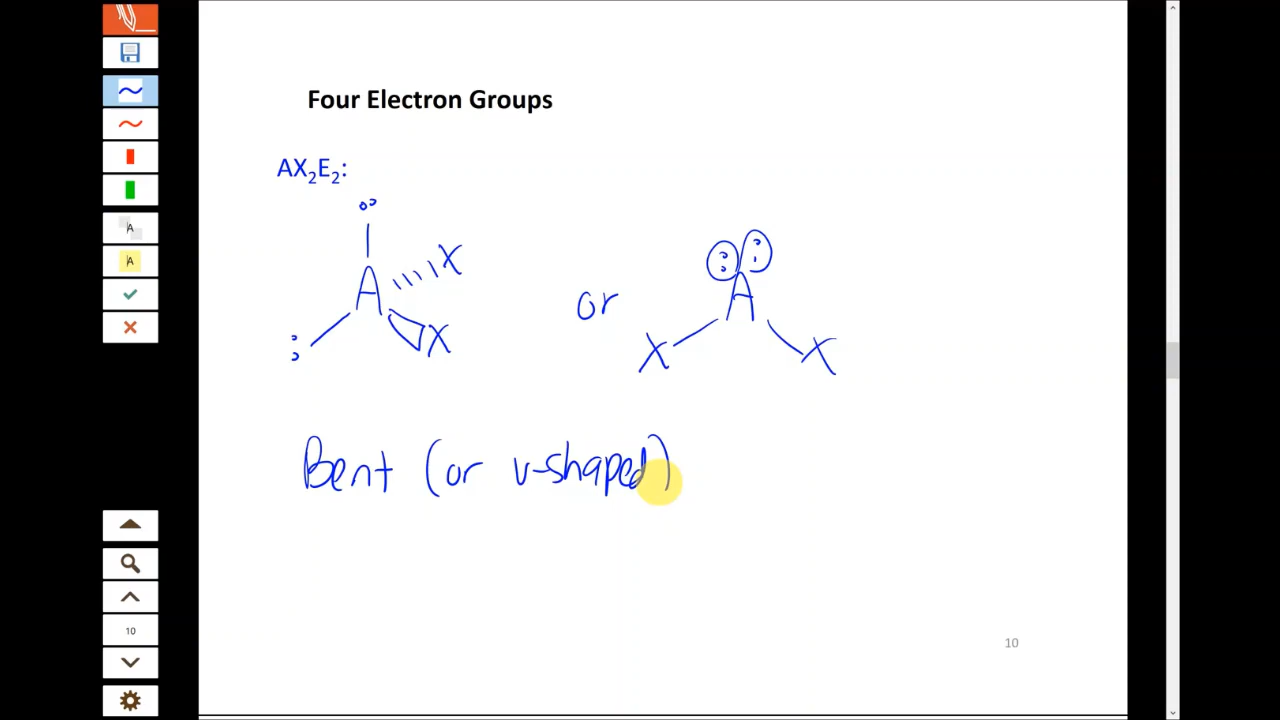 Four Electron Groups
AX₂E₂:
A X X
or
A X X
Bent (or v-shaped)
A
A
10
10